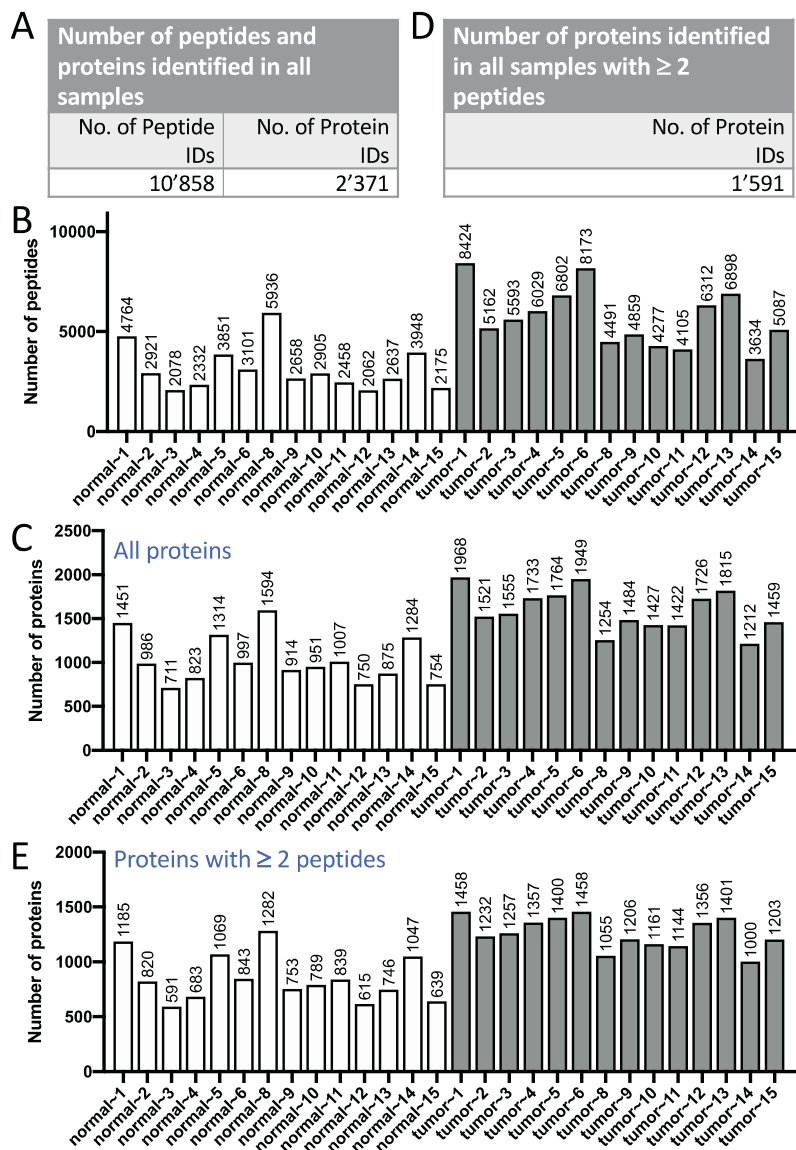 A
Number of peptides and
proteins identified in all
samples
No. of Peptide
IDs
No. of Protein
IDs
10’858
2’371
D
Number of proteins identified
in all samples with ≥ 2
peptides
No. of Protein
IDs
1’591
B
Number of peptides
10000
5000
0
4764
2921
2078
2332
3851
3101
5936
2658
2905
2458
2062
2637
3948
2175
8424
5162
5593
6029
6802
8173
4491
4859
4277
4105
6312
6898
3634
5087
normal~1
normal~2
normal~3
normal~4
normal~5
normal~6
normal~8
normal~9
normal~10
normal~11
normal~12
normal~13
normal~14
normal~15
tumor~1
tumor~2
tumor~3
tumor~4
tumor~5
tumor~6
tumor~8
tumor~9
tumor~10
tumor~11
tumor~12
tumor~13
tumor~14
tumor~15
C
All proteins
Number of proteins
2500
2000
1500
1000
500
0
1451
986
711
823
1314
997
1594
914
951
1007
750
875
1284
754
1968
1521
1555
1733
1764
1949
1254
1484
1427
1422
1726
1815
1212
1459
normal~1
normal~2
normal~3
normal~4
normal~5
normal~6
normal~8
normal~9
normal~10
normal~11
normal~12
normal~13
normal~14
normal~15
tumor~1
tumor~2
tumor~3
tumor~4
tumor~5
tumor~6
tumor~8
tumor~9
tumor~10
tumor~11
tumor~12
tumor~13
tumor~14
tumor~15
E
Proteins with ≥ 2 peptides
Number of proteins
2000
1500
1000
500
0
1185
820
591
683
1069
843
1282
753
789
839
615
746
1047
639
1458
1232
1257
1357
1400
1458
1055
1206
1161
1144
1356
1401
1000
1203
normal~1
normal~2
normal~3
normal~4
normal~5
normal~6
normal~8
normal~9
normal~10
normal~11
normal~12
normal~13
normal~14
normal~15
tumor~1
tumor~2
tumor~3
tumor~4
tumor~5
tumor~6
tumor~8
tumor~9
tumor~10
tumor~11
tumor~12
tumor~13
tumor~14
tumor~15